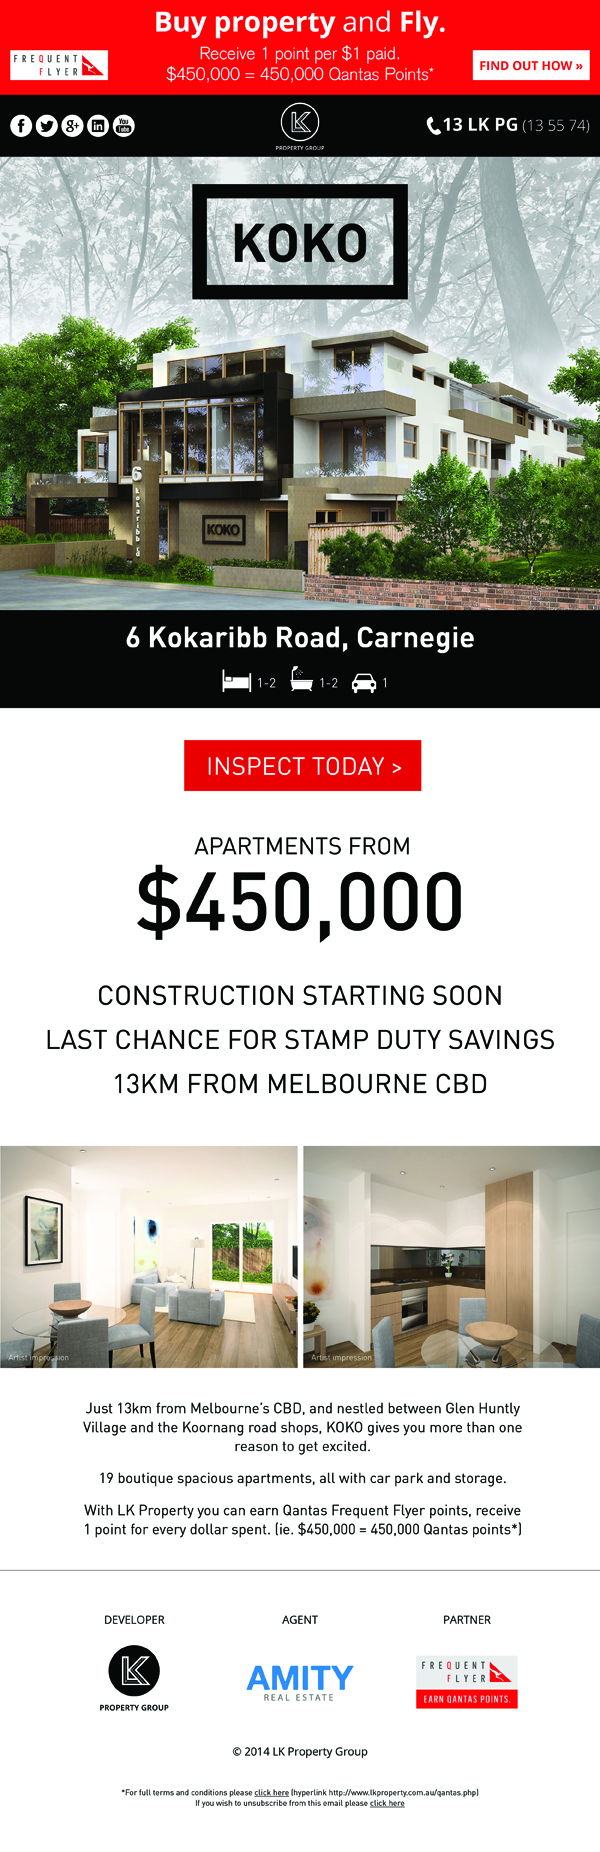 Buy property and Fly.
Receive 1 point per $1 paid.
$450,000 = 450,000 Qantas Points*
FREQUENT
FLYER
FIND OUT HOW »
You
Tube
LK
PROPERTY GROUP
13 LK PG (13 55 74)
KOKO
6 kokaribb rd
KOKO
6 Kokaribb Road, Carnegie
1-2 1-2 1
INSPECT TODAY >
APARTMENTS FROM
$450,000
CONSTRUCTION STARTING SOON
LAST CHANCE FOR STAMP DUTY SAVINGS
13KM FROM MELBOURNE CBD
Artist impression
Artist impression
Just 13km from Melbourne's CBD, and nestled between Glen Huntly
Village and the Koornang road shops, KOKO gives you more than one
reason to get excited.
19 boutique spacious apartments, all with car park and storage.
With LK Property you can earn Qantas Frequent Flyer points, receive
1 point for every dollar spent. (ie. $450,000 = 450,000 Qantas points*)
DEVELOPER
AGENT
PARTNER
LK
PROPERTY GROUP
AMITY
REAL ESTATE
FREQUENT
FLYER
EARN QANTAS POINTS.
© 2014 LK Property Group
*For full terms and conditions please click here (hyperlink http://www.lkproperty.com.au/qantas.php)
If you wish to unsubscribe from this email please click here